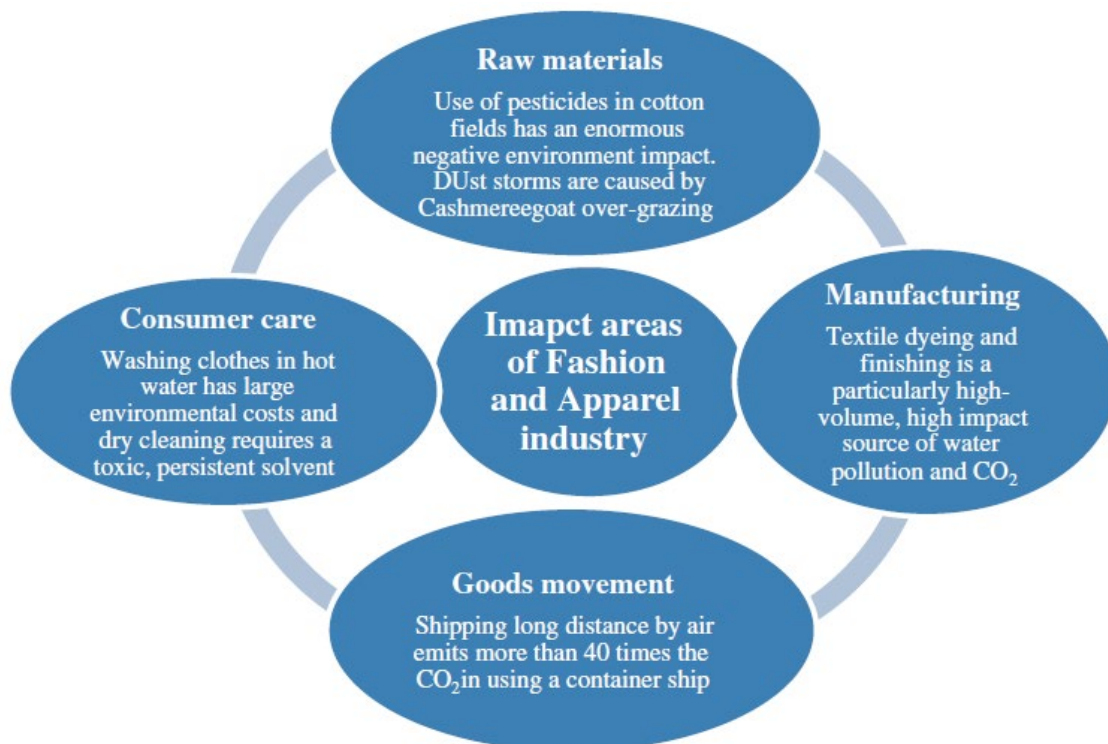 Raw materials
Use of pesticides in cotton
fields has an enormous
negative environment impact.
DUst storms are caused by
Cashmereegoat over-grazing
Manufacturing
Textile dyeing and
finishing is a
particularly high-
volume, high impact
source of water
pollution and CO₂
Goods movement
Shipping long distance by air
emits more than 40 times the
CO₂in using a container ship
Consumer care
Washing clothes in hot
water has large
environmental costs and
dry cleaning requires a
toxic, persistent solvent
Imapct areas
of Fashion
and Apparel
industry